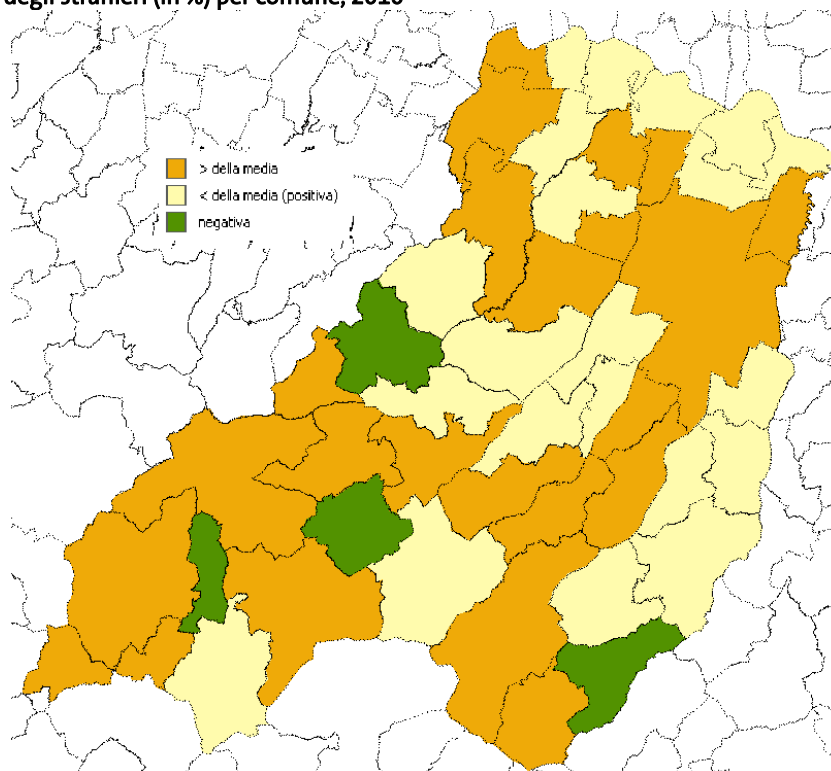 degli stranieri (in %) per comune, 2010
> della media
< della media (positiva)
negativa